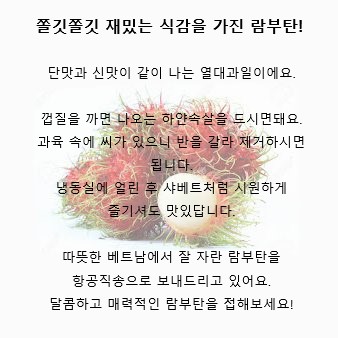 쫄깃쫄깃 재밌는 식감을 가진 람부탄!
단맛과 신맛이 같이 나는 열대과일이에요.
껍질을 까면 나오는 하얀속살을 드시면돼요.
과육 속에 씨가 있으니 반을 갈라 제거하시면
됩니다.
냉동실에 얼린 후 샤베트처럼 시원하게
즐기셔도 맛있답니다.
따뜻한 베트남에서 잘 자란 람부탄을
항공직송으로 보내드리고 있어요.
달콤하고 매력적인 람부탄을 접해보세요!